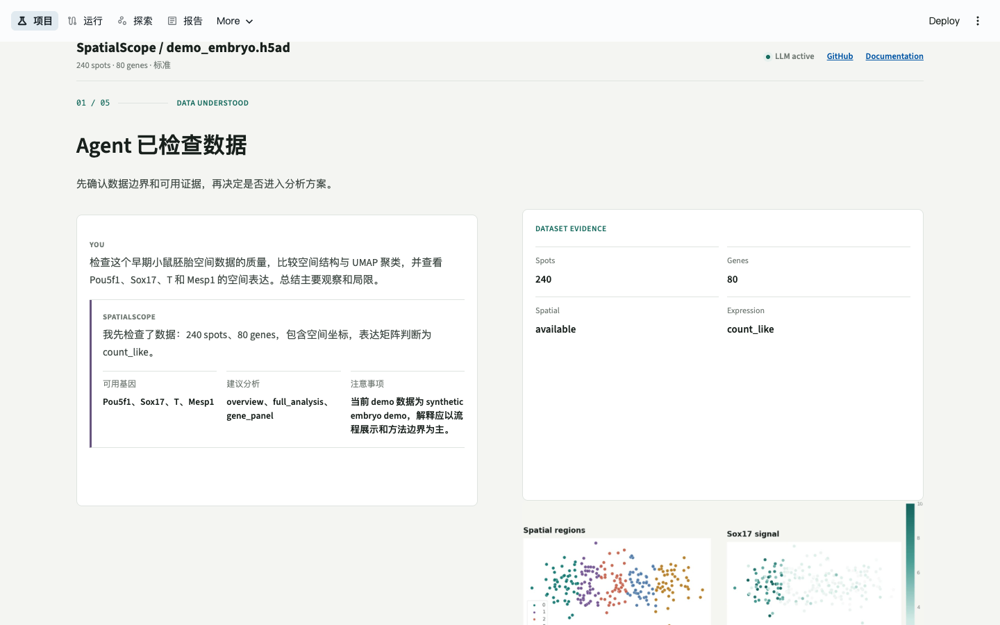 项目
运行
探索
报告
More
Deploy
SpatialScope / demo_embryo.h5ad
240 spots · 80 genes · 标准
LLM active
GitHub
Documentation
01 / 05
DATA UNDERSTOOD
Agent 已检查数据
先确认数据边界和可用证据，再决定是否进入分析方案。
YOU
检查这个早期小鼠胚胎空间数据的质量，比较空间结构与 UMAP 聚类，并查看
Pou5f1、Sox17、T 和 Mesp1 的空间表达。总结主要观察和局限。
SPATIALSCOPE
我先检查了数据：240 spots、80 genes，包含空间坐标，表达矩阵判断为
count_like。
可用基因
Pou5f1、Sox17、T、Mesp1
建议分析
overview、full_analysis、
gene_panel
注意事项
当前 demo 数据为 synthetic
embryo demo，解释应以流
程展示和方法边界为主。
DATASET EVIDENCE
Spots
240
Genes
80
Spatial
available
Expression
count_like
Spatial regions
0
1
2
Sox17 signal
10
8
6
4